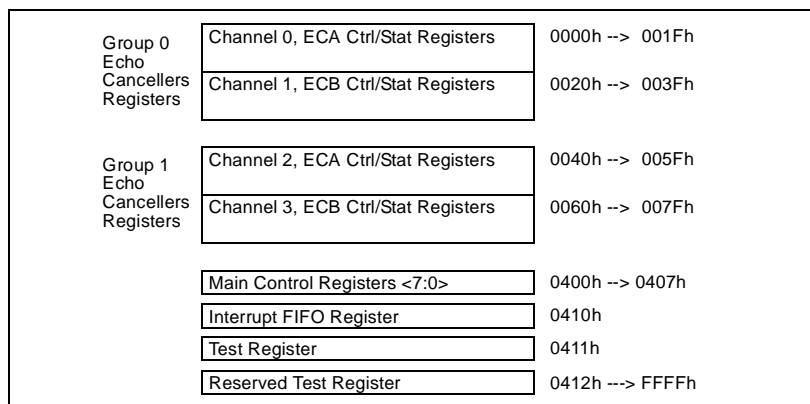 Group 0
Echo
Cancellers
Registers
Channel 0, ECA Ctrl/Stat Registers 0000h --> 001Fh
Channel 1, ECB Ctrl/Stat Registers 0020h --> 003Fh
Group 1
Echo
Cancellers
Registers
Channel 2, ECA Ctrl/Stat Registers 0040h --> 005Fh
Channel 3, ECB Ctrl/Stat Registers 0060h --> 007Fh
Main Control Registers <7:0> 0400h --> 0407h
Interrupt FIFO Register 0410h
Test Register 0411h
Reserved Test Register 0412h ---> FFFFh